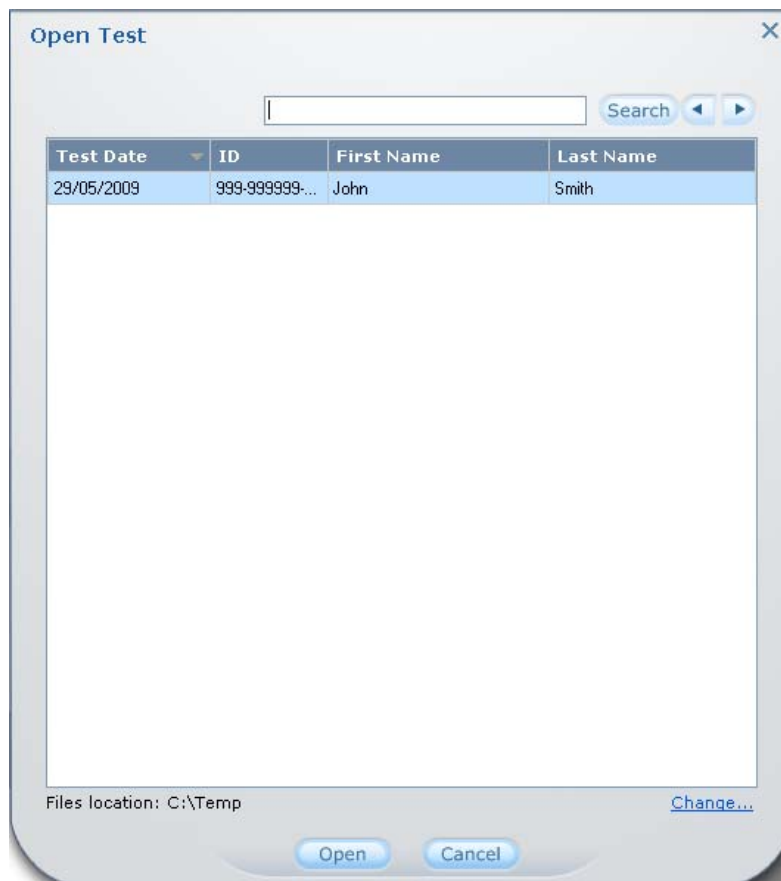 Open Test
Search
Test Date ID First Name Last Name
29/05/2009 999-999999-... John Smith
Files location: C:\Temp Change...
Open Cancel